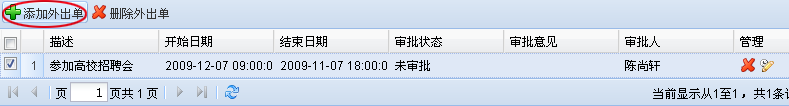 添加外出单 删除外出单
描述 开始日期 结束日期 审批状态 审批意见 审批人 管理
1 参加高校招聘会 2009-12-07 09:00:0 2009-11-07 18:00:0 未审批 陈尚轩
页 1 页共 1 页 当前显示从1至1，共1条